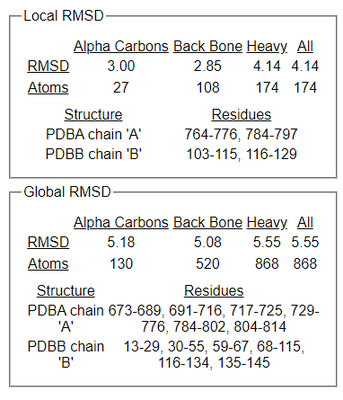 Local RMSD
Alpha Carbons Back Bone Heavy All
RMSD 3.00 2.85 4.14 4.14
Atoms 27 108 174 174
Structure Residues
PDBA chain 'A' 764-776, 784-797
PDBB chain 'B' 103-115, 116-129
Global RMSD
Alpha Carbons Back Bone Heavy All
RMSD 5.18 5.08 5.55 5.55
Atoms 130 520 868 868
Structure Residues
PDBA chain 673-689, 691-716, 717-725, 729-
'A' 776, 784-802, 804-814
PDBB chain 13-29, 30-55, 59-67, 68-115,
'B' 116-134, 135-145